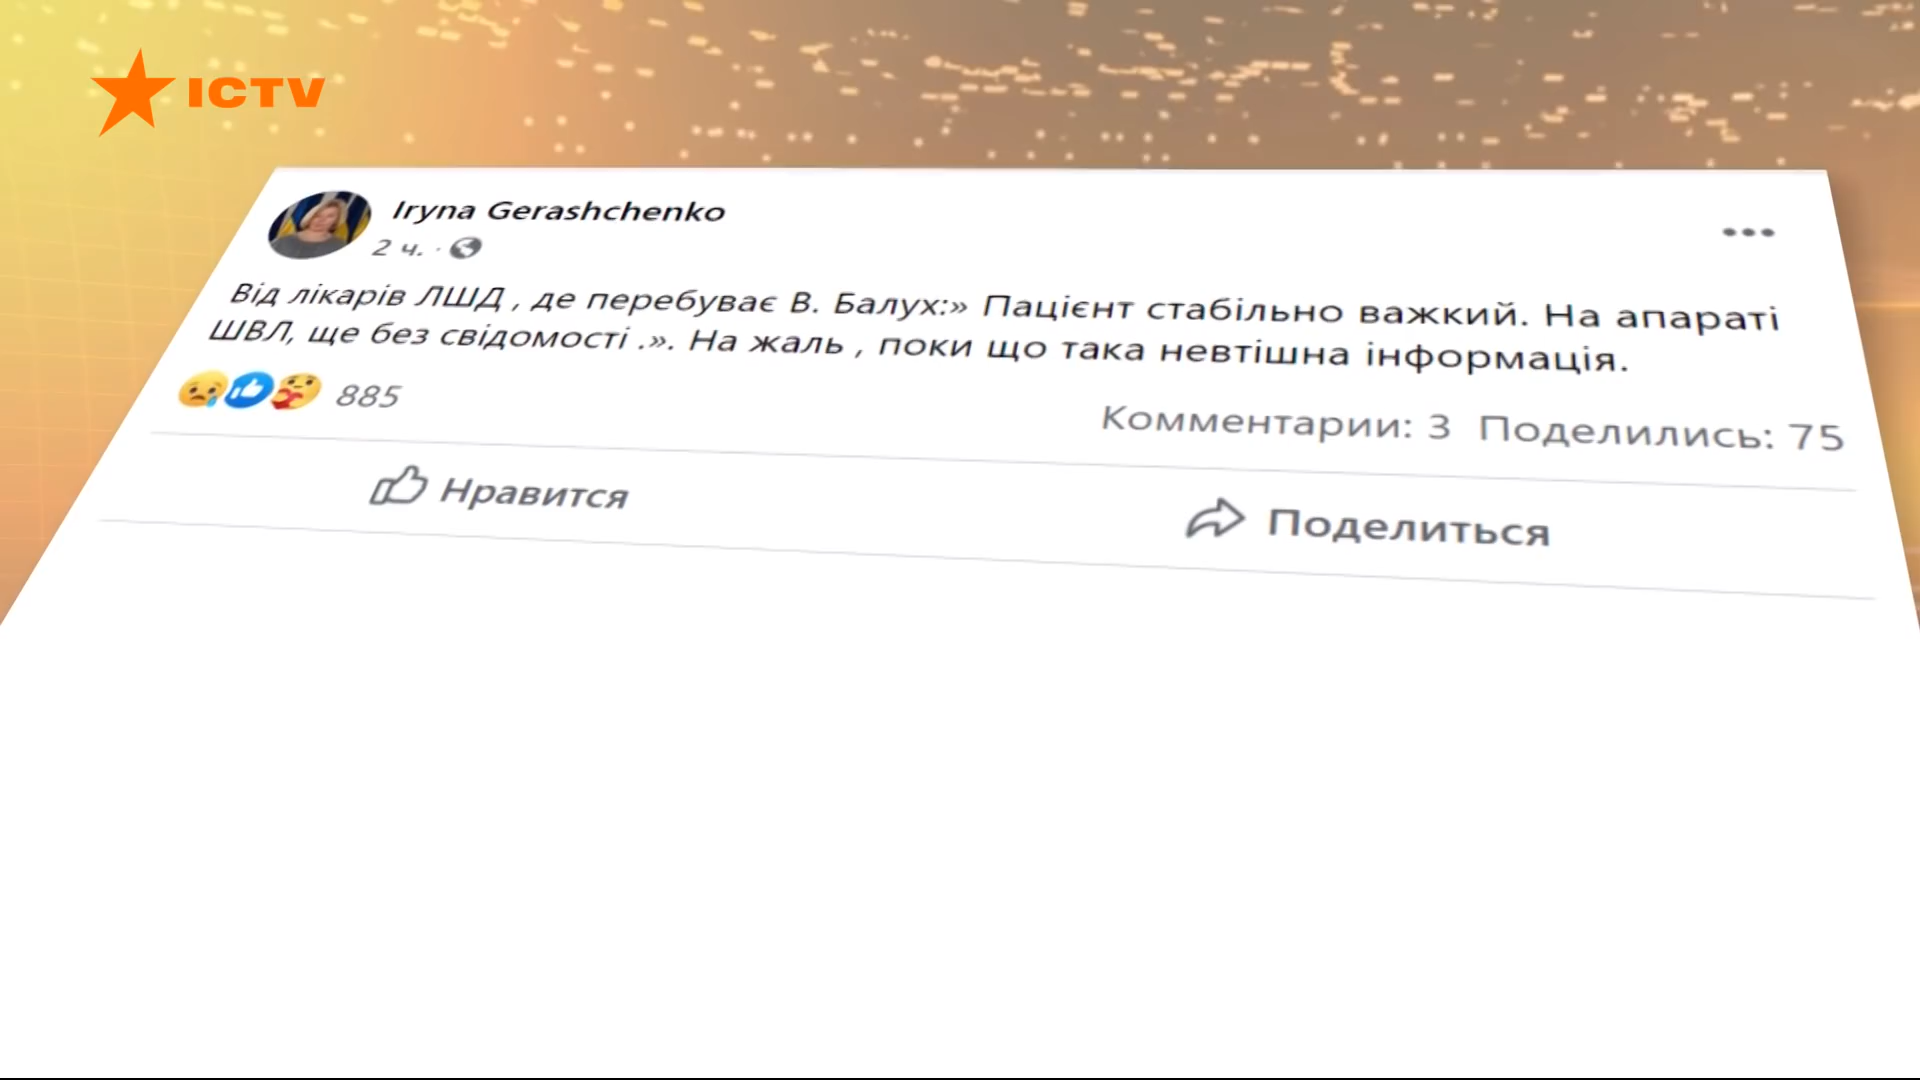 ICTV
Iryna Gerashchenko
2 ч. ·
Від лікарів ЛШД , де перебуває В. Балух:» Пацієнт стабільно важкий. На апараті
ШВЛ, ще без свідомості .». На жаль , поки що така невтішна інформація.
885
Комментарии: 3 Поделились: 75
Нравится
Поделиться